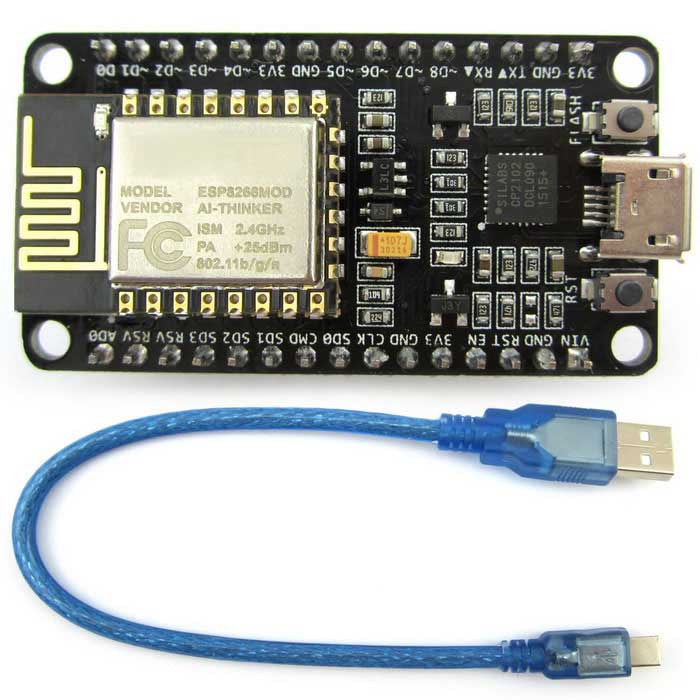 D0 ~D1 ~D2 ~D3 ~D4 3V3 GND ~D5 ~D6 ~D7 ~D8 RX▲ TX▼ GND 3V3
FLASH
MODEL ESP8266MOD
VENDOR AI-THINKER
FC
ISM 2.4GHz
PA +25dBm
802.11b/g/n
107J
SILABS
CP2102
DCL090
1515+
RST
AD0 RSV RSV SD3 SD2 SD1 CMD SD0 CLK GND 3V3 EN RST GND VIN